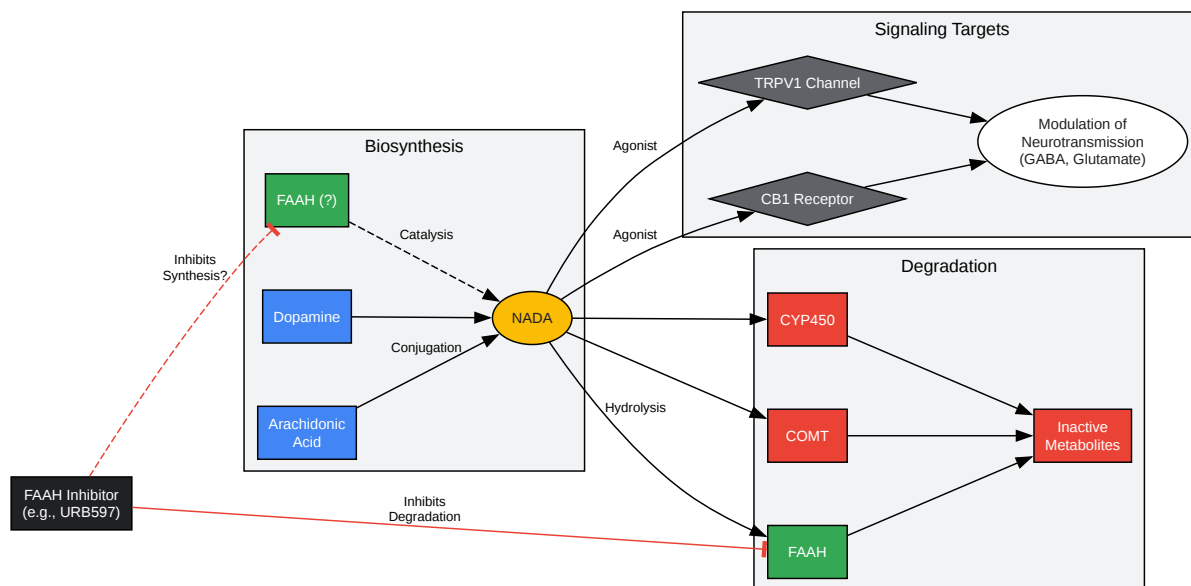 Signaling Targets
TRPV1 Channel
Modulation of
Neurotransmission
(GABA, Glutamate)
Agonist
CB1 Receptor
Agonist
Biosynthesis
FAAH (?)
Catalysis
Inhibits
Synthesis?
Dopamine
NADA
Conjugation
Arachidonic
Acid
Degradation
CYP450
Hydrolysis
COMT
Inactive
Metabolites
FAAH Inhibitor
(e.g., URB597)
Inhibits
Degradation
FAAH